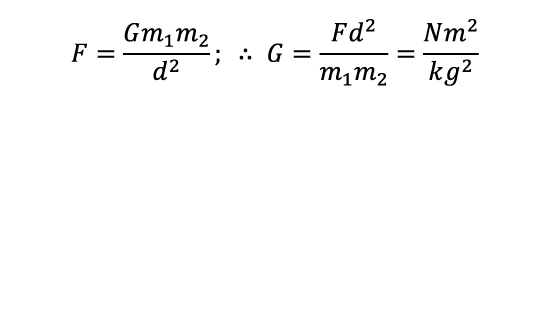 F = Gm₁m₂/d² ; ∴ G = Fd²/m₁m₂ = Nm²/kg²